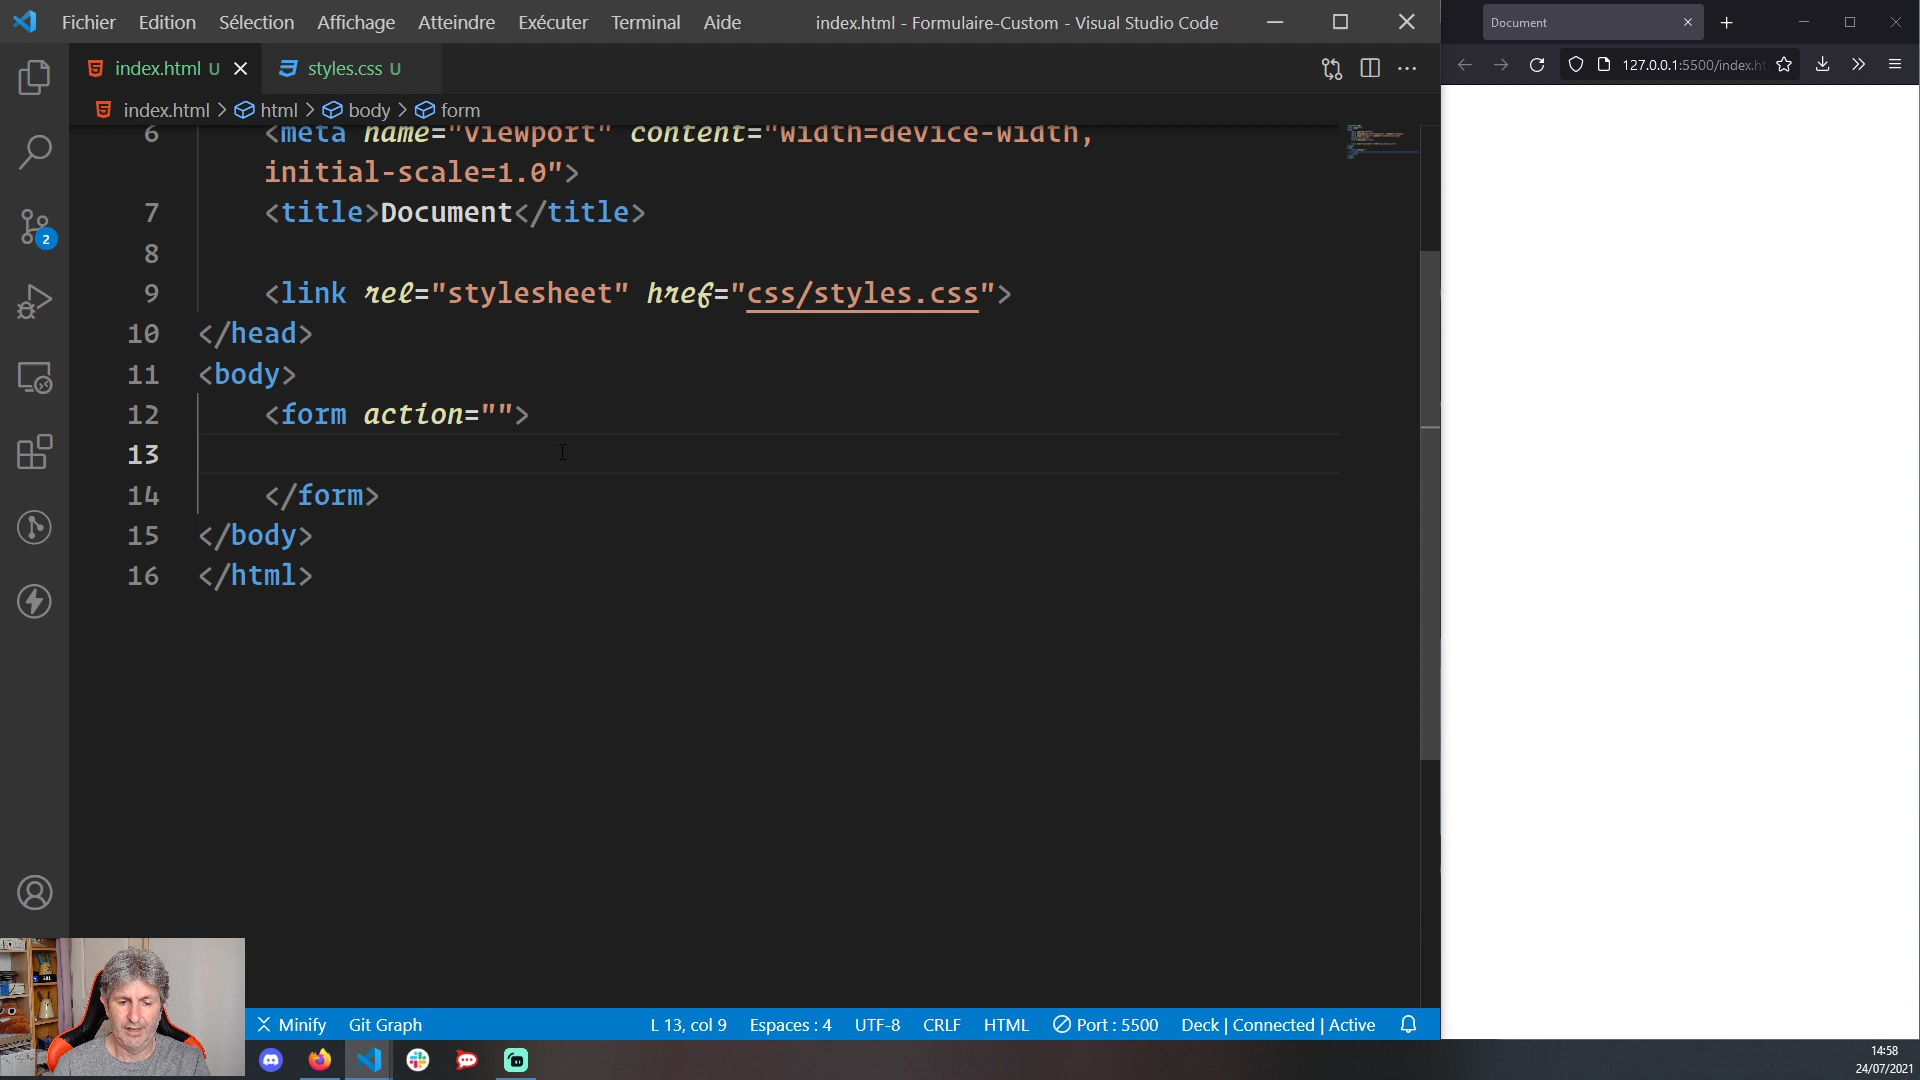 Fichier Edition Sélection Affichage Atteindre Exécuter Terminal Aide index.html - Formulaire-Custom - Visual Studio Code
Document
index.html U
styles.css U
127.0.0.1:5500/index.ht
index.html > html > body > form
6 <meta name="viewport" content="width=device-width,
initial-scale=1.0">
7 <title>Document</title>
8
9 <link rel="stylesheet" href="css/styles.css">
10 </head>
11 <body>
12 <form action="">
13
14 </form>
15 </body>
16 </html>
2
Minify Git Graph L 13, col 9 Espaces : 4 UTF-8 CRLF HTML Port : 5500 Deck | Connected | Active
14:58
24/07/2021